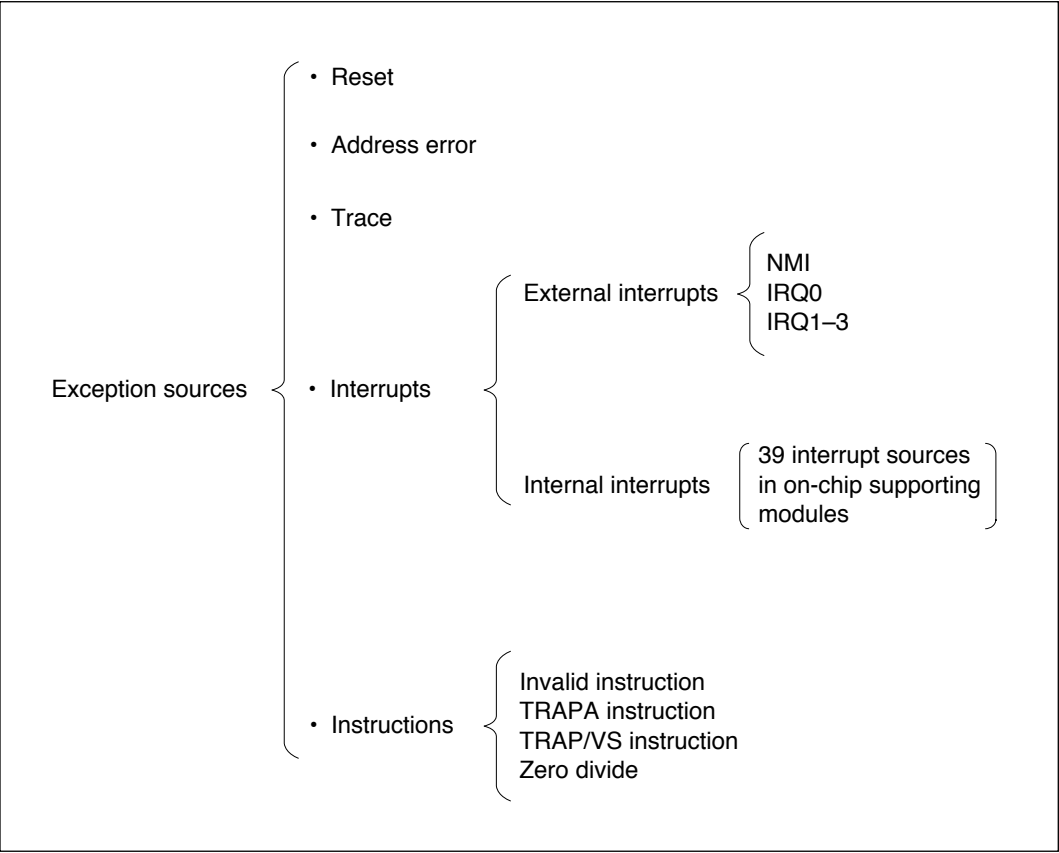 • Reset
• Address error
• Trace
Exception sources
• Interrupts
External interrupts
NMI
IRQ0
IRQ1–3
Internal interrupts
39 interrupt sources
in on-chip supporting
modules
• Instructions
Invalid instruction
TRAPA instruction
TRAP/VS instruction
Zero divide